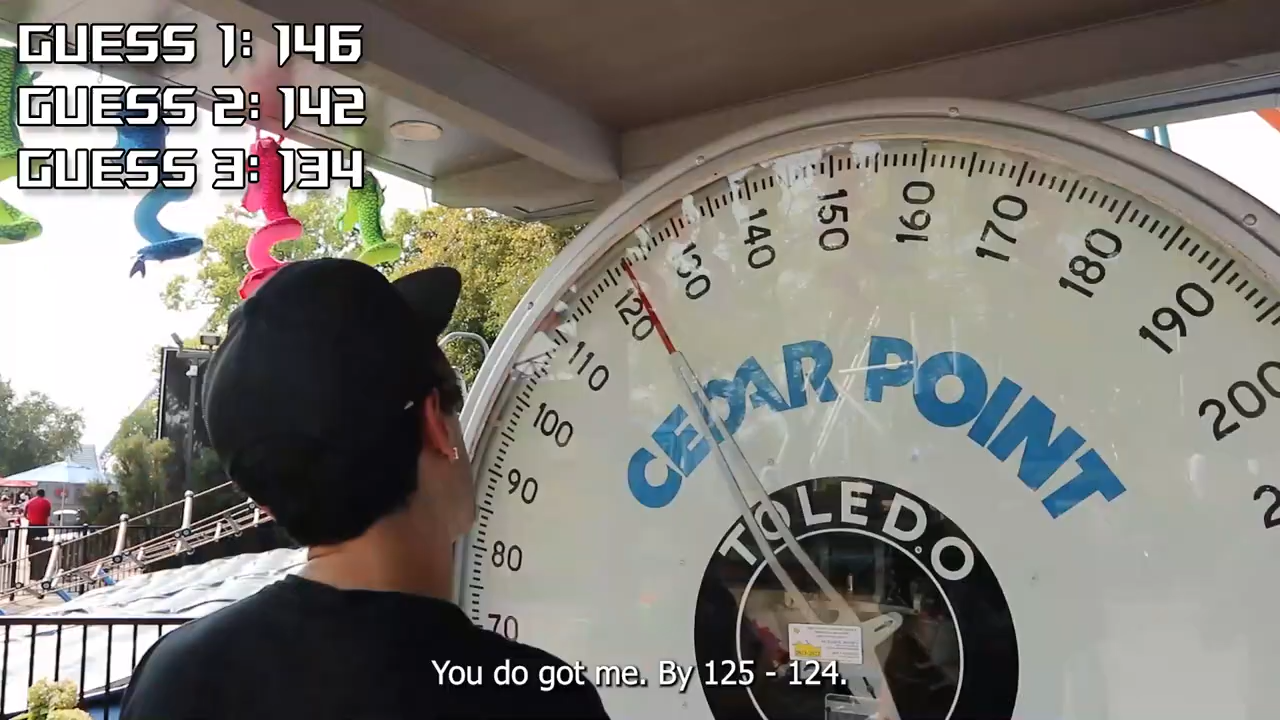 GUESS 1: 146
GUESS 2: 142
GUESS 3: 134
70
80
90
100
110
120
130
140
150
160
170
180
190
200
CEDAR POINT
TOLEDO
You do got me. By 125 - 124.